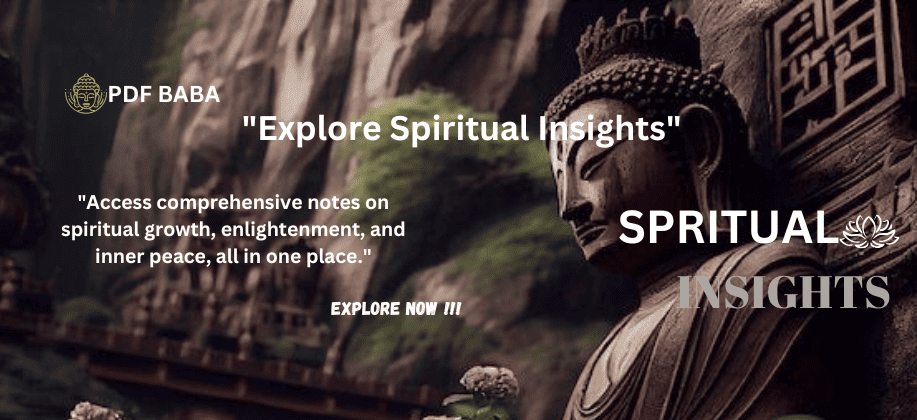 PDF BABA
"Explore Spiritual Insights"
"Access comprehensive notes on
spiritual growth, enlightenment, and
inner peace, all in one place."
SPRITUAL
INSIGHTS
EXPLORE NOW !!!